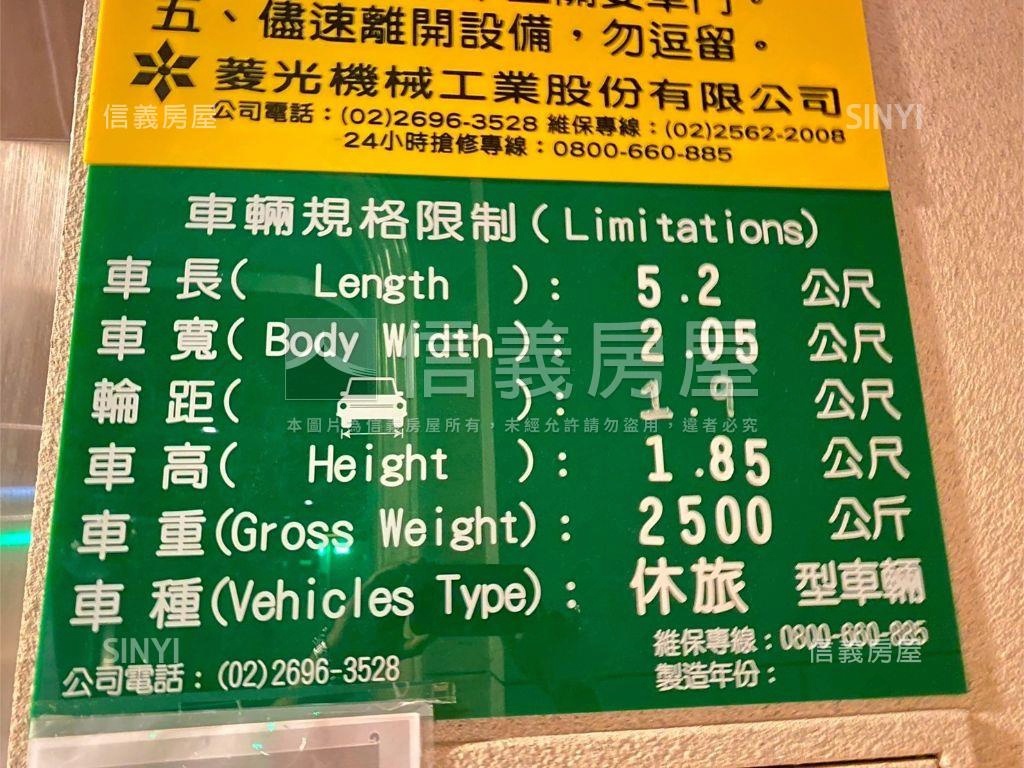 五、儘速離開設備，勿逗留。
菱光機械工業股份有限公司
公司電話：(02)2696-3528 維保專線：(02)2562-2008
24小時搶修專線：0800-660-885
車輛規格限制(Limitations)
車長( Length )： 5.2 公尺
車寬( Body Width )： 2.05 公尺
輪距( )： 1.9 公尺
車高( Height )： 1.85 公尺
車重(Gross Weight)： 2500 公斤
車種(Vehicles Type)： 休旅 型車輛
維保專線：0800-660-885
公司電話：(02)2696-3528
製造年份：
信義房屋
SINYI
信義房屋
本圖片為信義房屋所有，未經允許請勿盜用，違者必究
SINYI
信義房屋